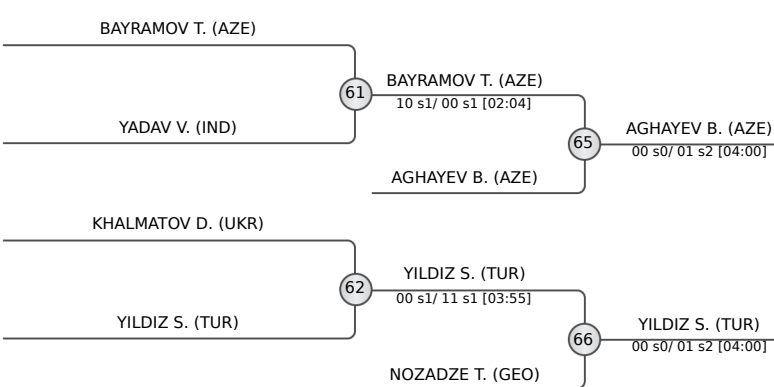 BAYRAMOV T. (AZE)
61
BAYRAMOV T. (AZE)
10 s1/ 00 s1 [02:04]
YADAV V. (IND)
65
AGHAYEV B. (AZE)
00 s0/ 01 s2 [04:00]
AGHAYEV B. (AZE)
KHALMATOV D. (UKR)
62
YILDIZ S. (TUR)
00 s1/ 11 s1 [03:55]
YILDIZ S. (TUR)
66
YILDIZ S. (TUR)
00 s0/ 01 s2 [04:00]
NOZADZE T. (GEO)